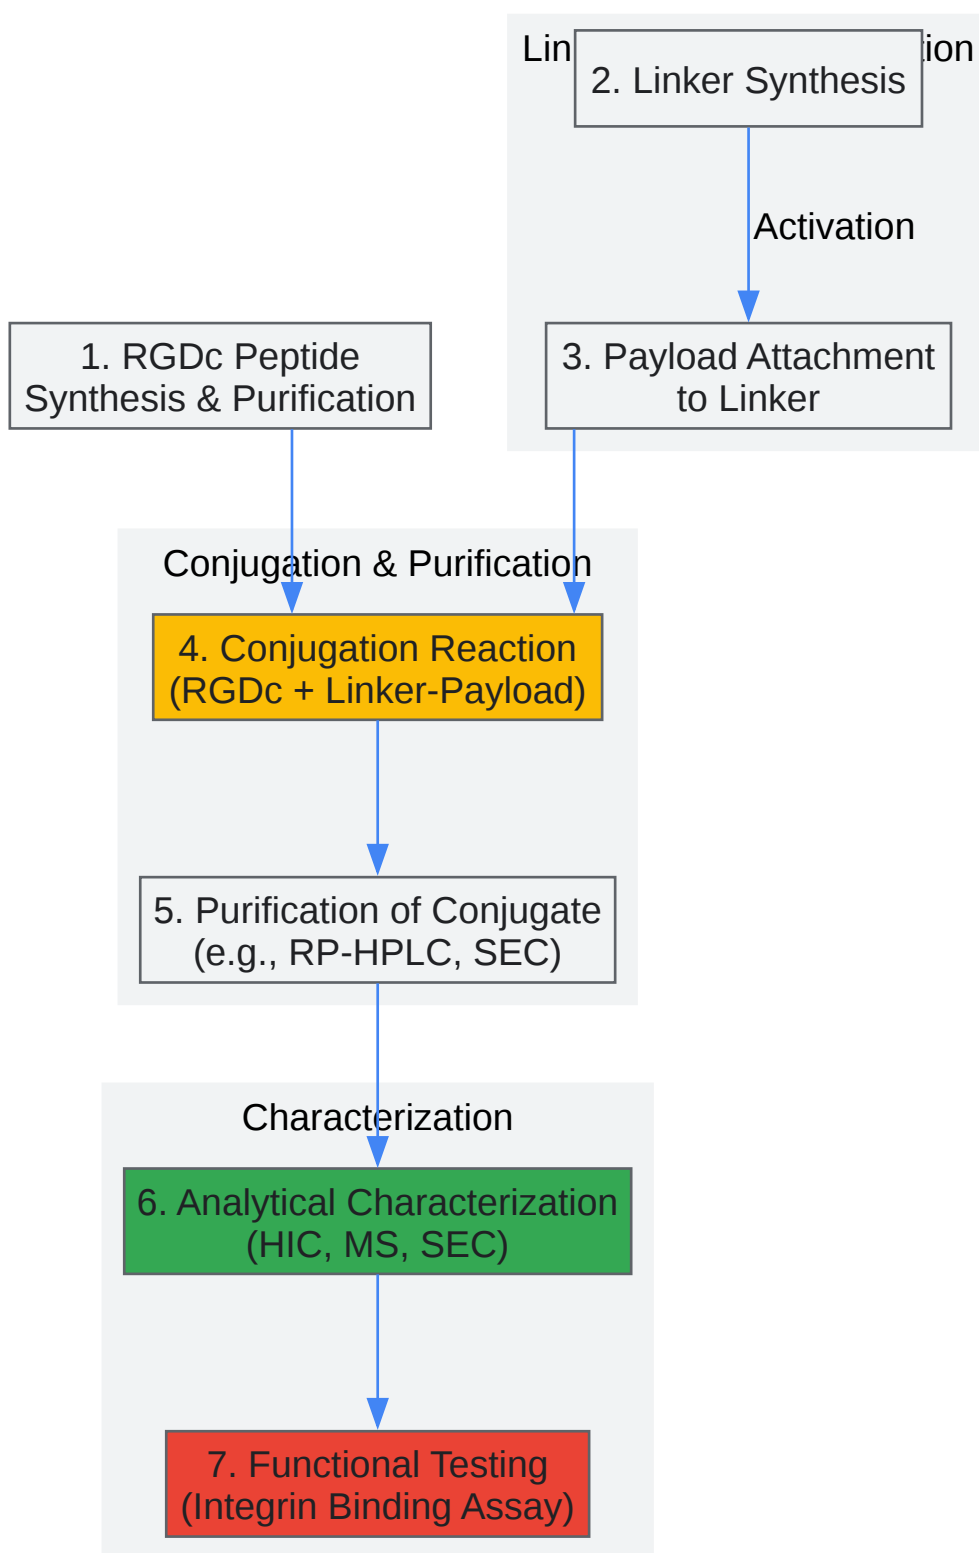 2. Linker Synthesis
Activation
1. RGDc Peptide
Synthesis & Purification
3. Payload Attachment
to Linker
Conjugation & Purification
4. Conjugation Reaction
(RGDc + Linker-Payload)
5. Purification of Conjugate
(e.g., RP-HPLC, SEC)
Characterization
6. Analytical Characterization
(HIC, MS, SEC)
7. Functional Testing
(Integrin Binding Assay)